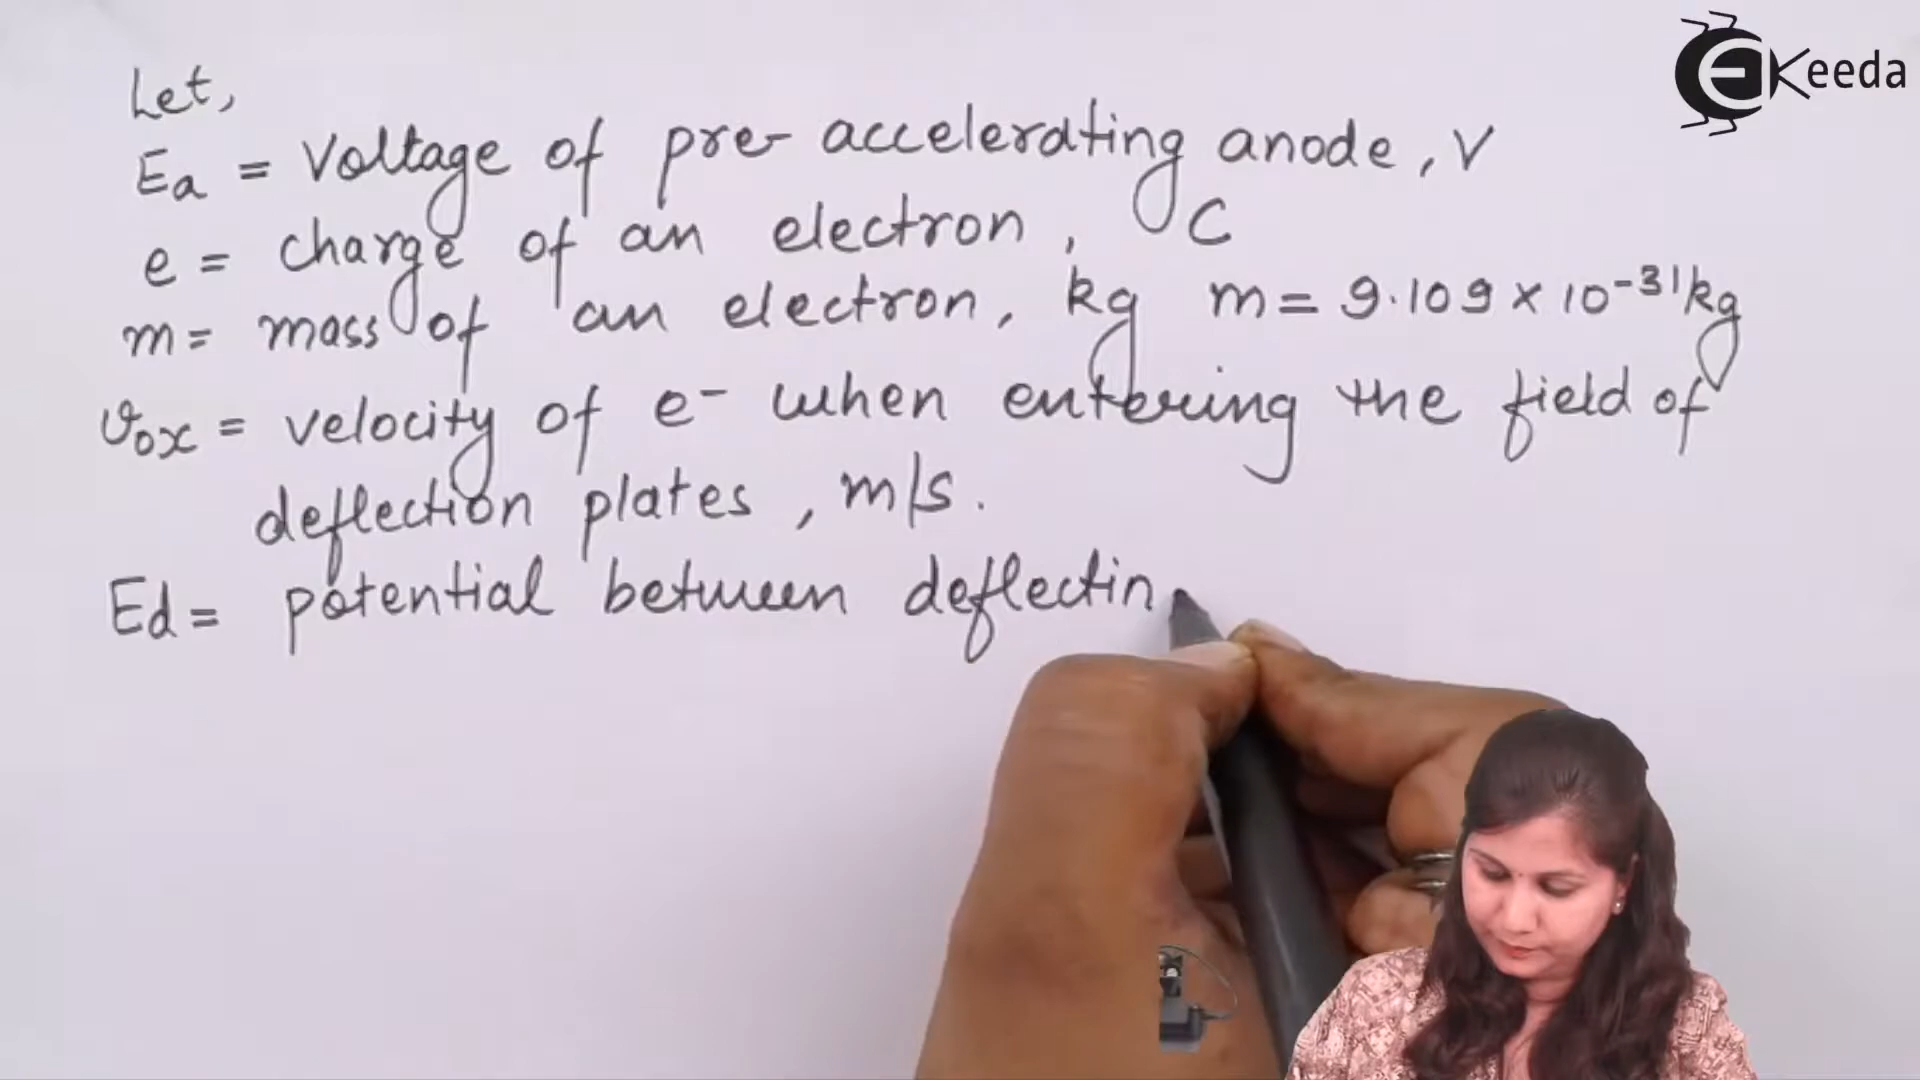 EKeeda
Let,
Ea = Voltage of pre-accelerating anode, V
e = charge of an electron, C
m = mass of an electron, kg m = 9.109 × 10⁻³¹ kg
vox = velocity of e⁻ when entering the field of
deflection plates, m/s.
Ed = potential between deflectin